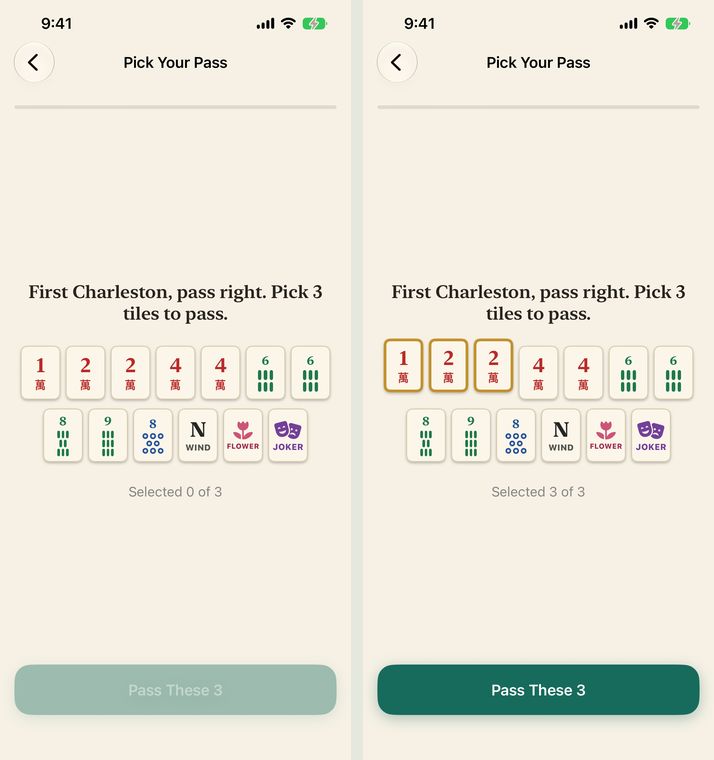 9:41
Pick Your Pass
First Charleston, pass right. Pick 3
tiles to pass.
1 2 2 4 4 6 6
萬 萬 萬 萬 萬
8 9 8 N
WIND FLOWER JOKER
Selected 0 of 3
Pass These 3
9:41
Pick Your Pass
First Charleston, pass right. Pick 3
tiles to pass.
1 2 2 4 4 6 6
萬 萬 萬 萬 萬
8 9 8 N
WIND FLOWER JOKER
Selected 3 of 3
Pass These 3